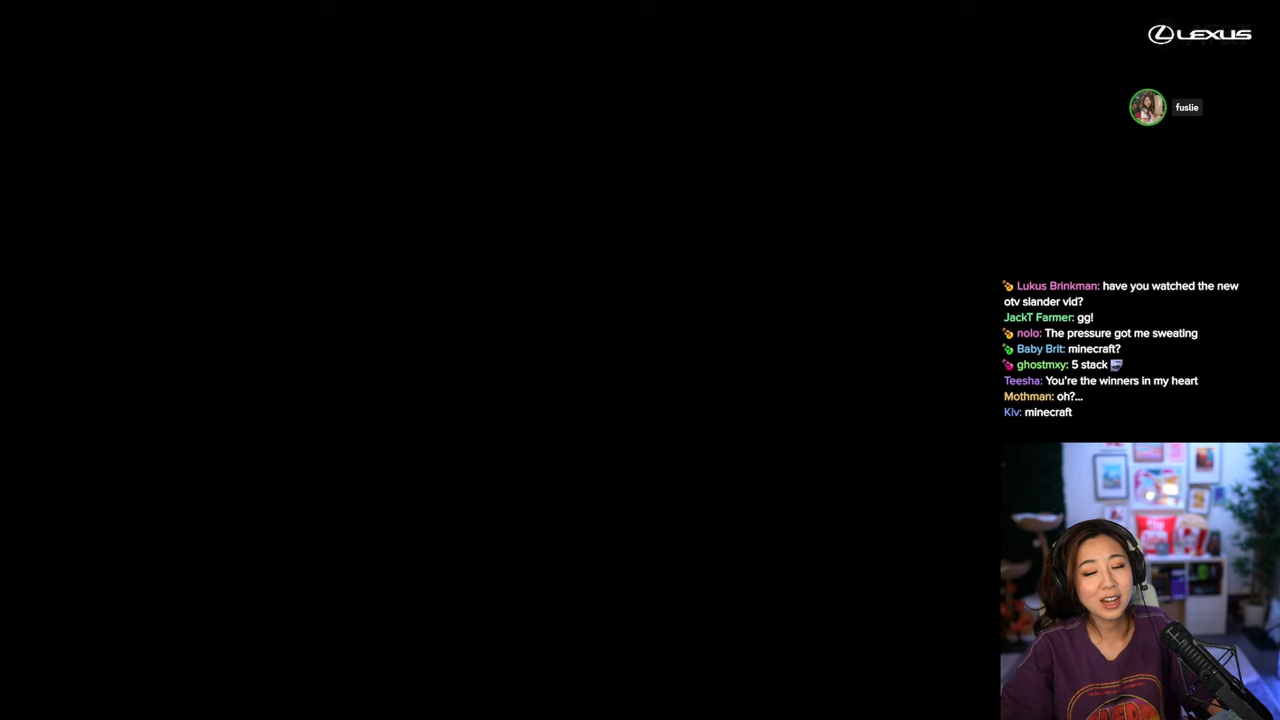 LEXUS
fuslie
Lukus Brinkman: have you watched the new
otv slander vid?
JackT Farmer: gg!
nolo: The pressure got me sweating
Baby Brit: minecraft?
ghostmxy: 5 stack
Teesha: You're the winners in my heart
Mothman: oh?...
Kiv: minecraft